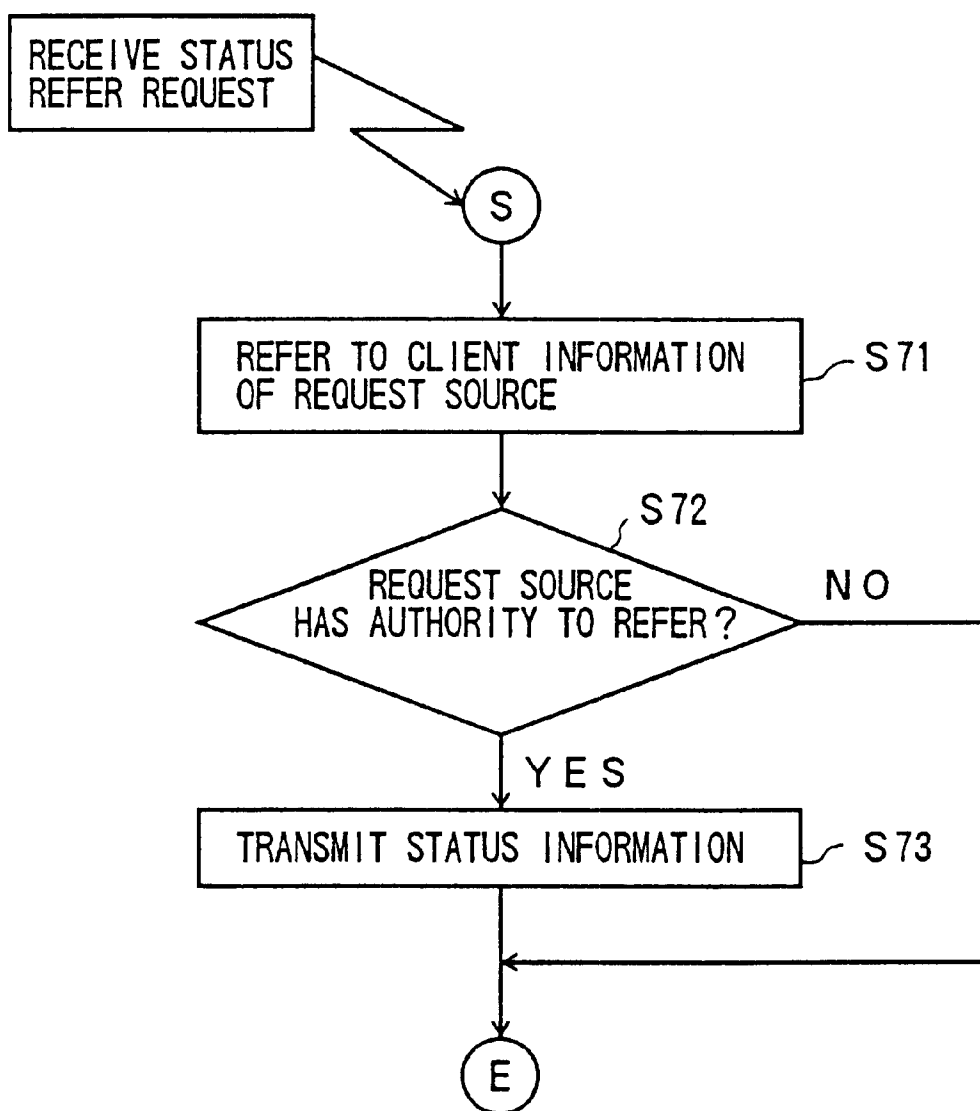 RECEIVE STATUS
REFER REQUEST
S
REFER TO CLIENT INFORMATION
OF REQUEST SOURCE
S71
S72
REQUEST SOURCE
HAS AUTHORITY TO REFER?
NO
YES
TRANSMIT STATUS INFORMATION
S73
E